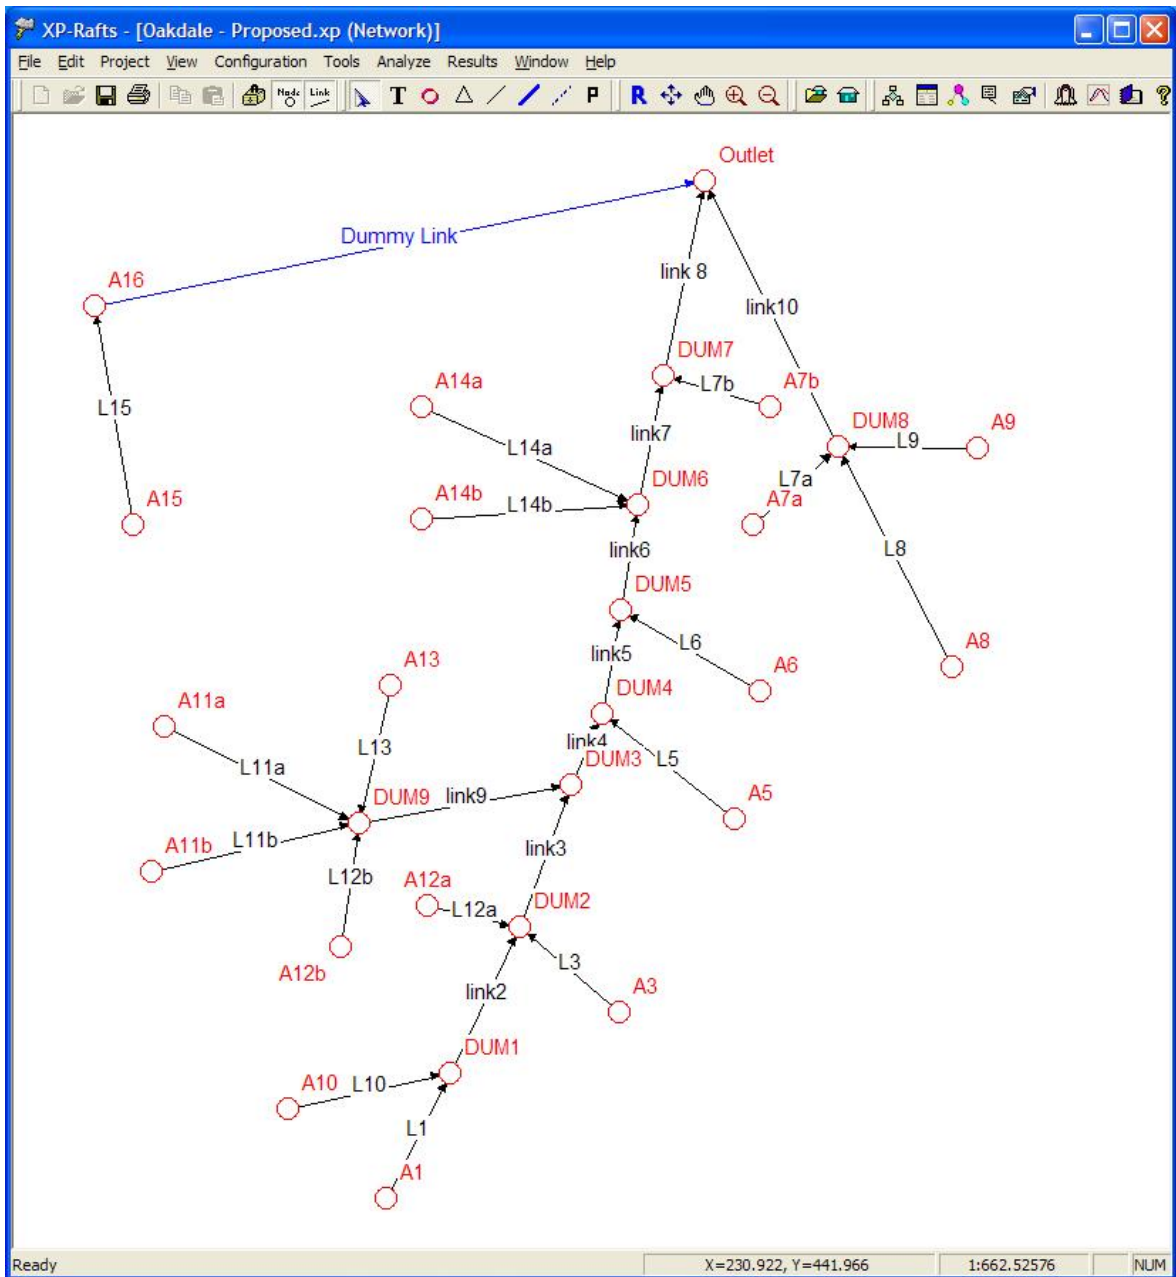 XP-Rafts - [Oakdale - Proposed.xp (Network)]
File Edit Project View Configuration Tools Analyze Results Window Help
Node Link T P R ?
Outlet
Dummy Link
A16
link 8
link10
DUM7
A14a
L7b
A7b
L15
DUM8
A9
link7
L9
L14a
DUM6
L7a
A14b
A7a
A15
L14b
link6
L8
DUM5
L6
A13
link5
A6
A8
A11a
DUM4
L13
link4
DUM3
L5
L11a
DUM9
link9
A5
A11b
L11b
link3
L12b
A12a
L12a
DUM2
A12b
L3
A3
link2
DUM1
A10
L10
L1
A1
Ready X=230.922, Y=441.966 1:662.52576 NUM